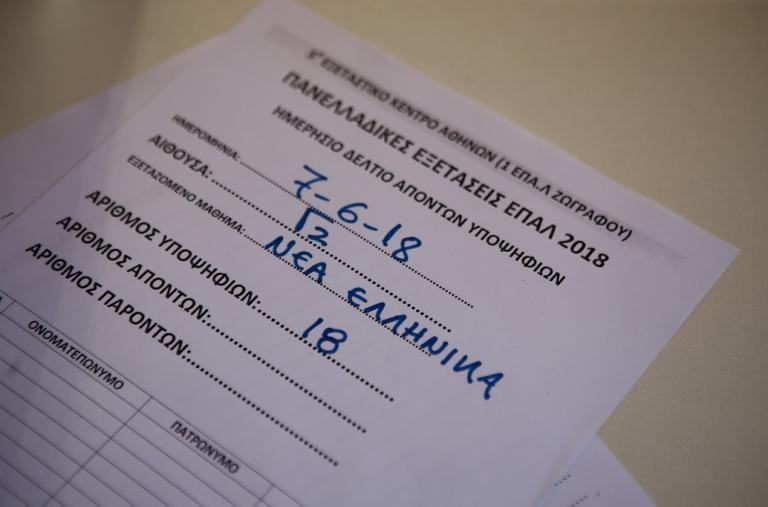 5º ΕΞΕΤΑΣΤΙΚΟ ΚΕΝΤΡΟ ΑΘΗΝΩΝ (1 ΕΠΑ.Λ ΖΩΓΡΑΦΟΥ)
ΠΑΝΕΛΛΑΔΙΚΕΣ ΕΞΕΤΑΣΕΙΣ ΕΠΑΛ 2018
ΗΜΕΡΗΣΙΟ ΔΕΛΤΙΟ ΑΠΟΝΤΩΝ ΥΠΟΨΗΦΙΩΝ
ΗΜΕΡΟΜΗΝΙΑ: 7-6-18
ΑΙΘΟΥΣΑ: Γ2
ΕΞΕΤΑΖΟΜΕΝΟ ΜΑΘΗΜΑ: ΝΕΑ ΕΛΛΗΝΙΚΑ
ΑΡΙΘΜΟΣ ΥΠΟΨΗΦΙΩΝ: 18
ΑΡΙΘΜΟΣ ΑΠΟΝΤΩΝ:
ΑΡΙΘΜΟΣ ΠΑΡΟΝΤΩΝ:
ΟΝΟΜΑΤΕΠΩΝΥΜΟ ΠΑΤΡΩΝΥΜΟ